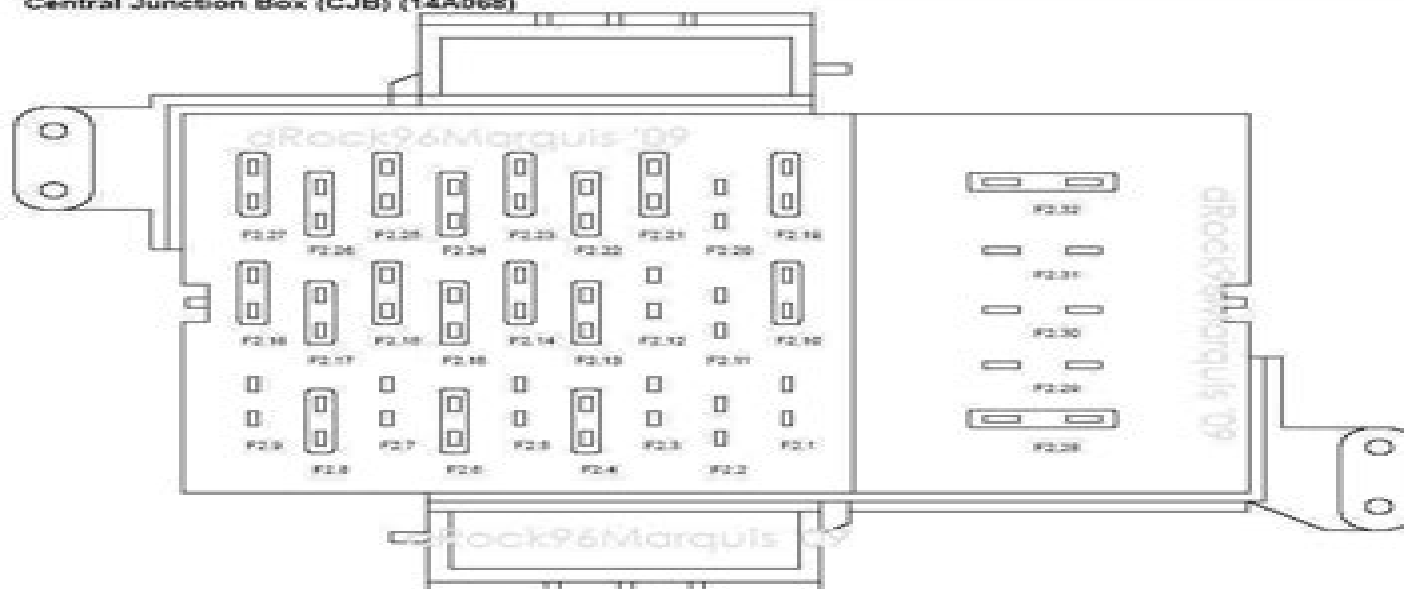 Central Junction Box (CJB) (14A068)
dRock96Marquis '09
F2.27 F2.26 F2.25 F2.24 F2.23 F2.22 F2.21 F2.20 F2.19
F2.32
F2.31
F2.18 F2.17 F2.16 F2.15 F2.14 F2.13 F2.12 F2.11 F2.10
F2.30
F2.29
F2.9 F2.8 F2.7 F2.6 F2.5 F2.4 F2.3 F2.2 F2.1
F2.28
dRock96Marquis '09
dRock96Marquis '09